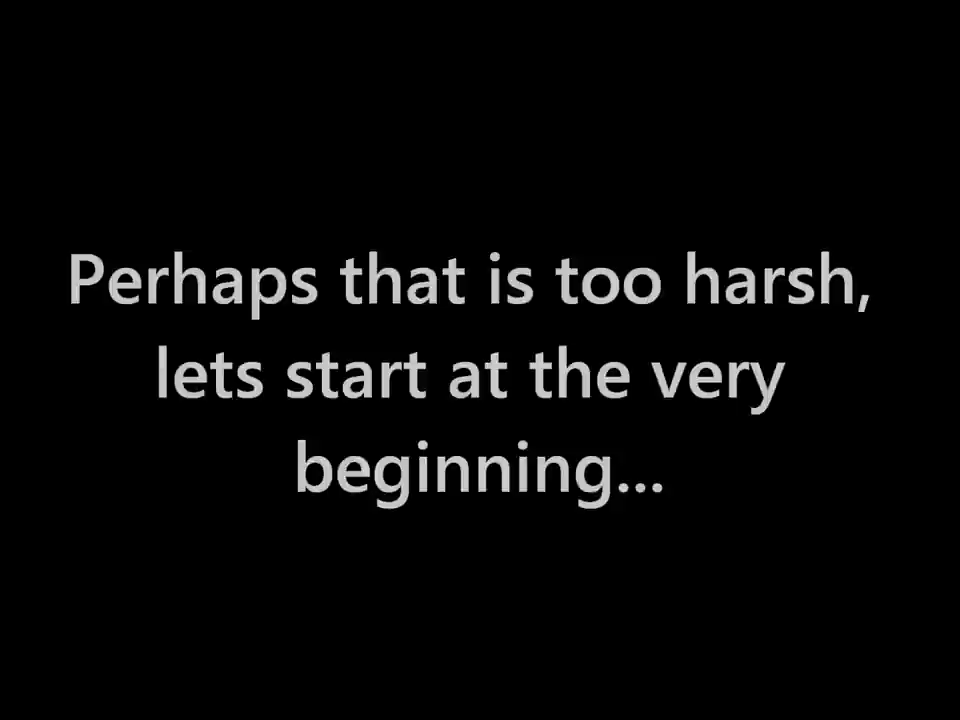 Perhaps that is too harsh,
lets start at the very
beginning...